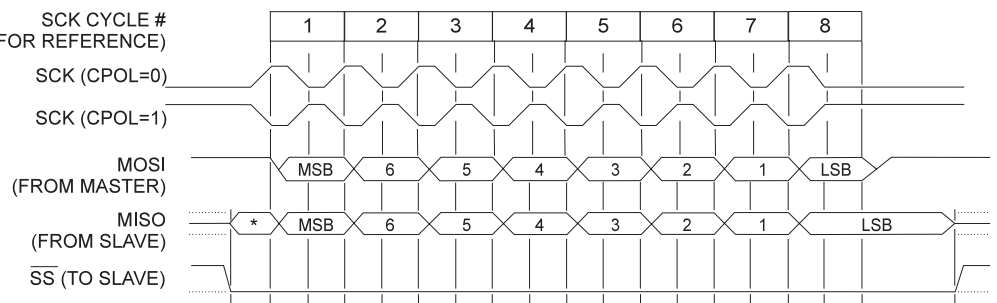 SCK CYCLE #
FOR REFERENCE)
1 2 3 4 5 6 7 8
SCK (CPOL=0)
SCK (CPOL=1)
MOSI
(FROM MASTER)
MSB 6 5 4 3 2 1 LSB
MISO
(FROM SLAVE)
* MSB 6 5 4 3 2 1 LSB
SS (TO SLAVE)